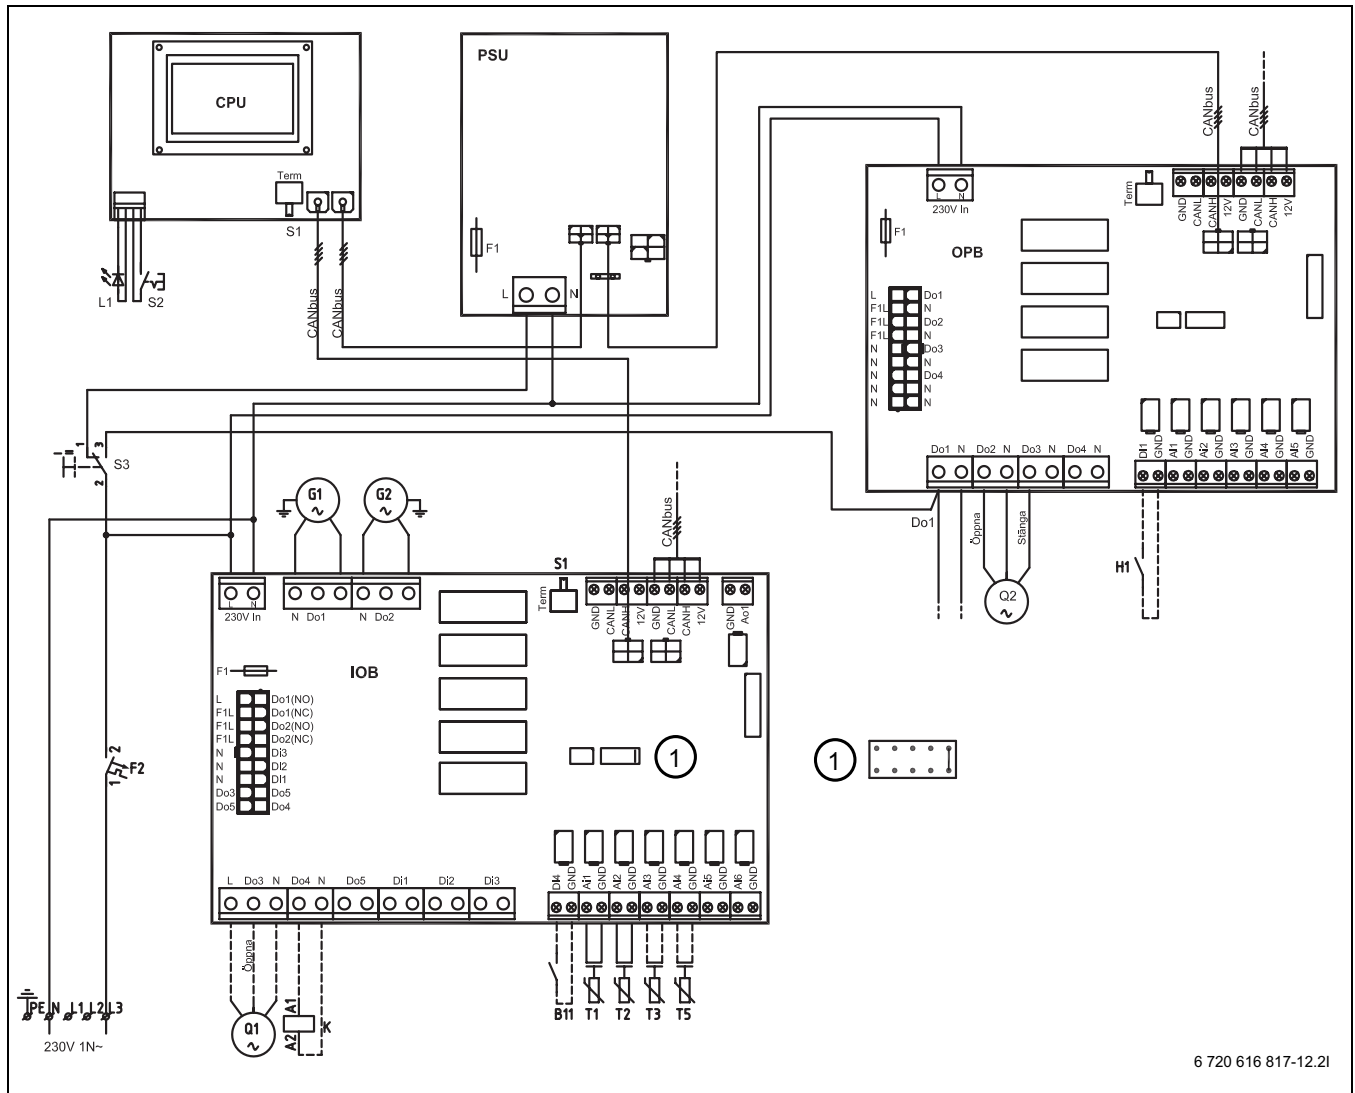 CPU
Term
S1
L1
S2
CANbus
CANbus
PSU
F1
L
N
CANbus
CANbus
Term
GND
CANL
CANH
12V
GND
CANL
CANH
12V
L N
230V In
F1
OPB
L Do1
F1L N
F1L Do2
F1L N
N Do3
N N
N Do4
N N
N N
Do1 N Do2 N Do3 N Do4 N
DI1
GND
AI1
GND
Ai2
GND
AI3
GND
AI4
GND
AI5
GND
Do1
Öppna
Stänga
Q2
~
H1
1
3
2
S3
G1
~
G2
~
CANbus
S1
Term
GND
CANL
CANH
12V
GND
CANL
CANH
12V
GND
Ao1
L N
230V In
N Do1
N Do2
F1
IOB
L Do1(NO)
F1L Do1(NC)
F1L Do2(NO)
F1L Do2(NC)
N Di3
N DI2
N DI1
Do3 Do5
Do5 Do4
1
1
2
F2
1
L Do3 N Do4 N Do5 Di1 Di2 Di3
DI4
GND
Ai1
GND
AI2
GND
AI3
GND
AI4
GND
Ai5
GND
AI6
GND
Öppna
Q1
~
A1
A2
K
B11 T1 T2 T3 T5
PE N L1 L2 L3
230V 1N~
6 720 616 817-12.2I